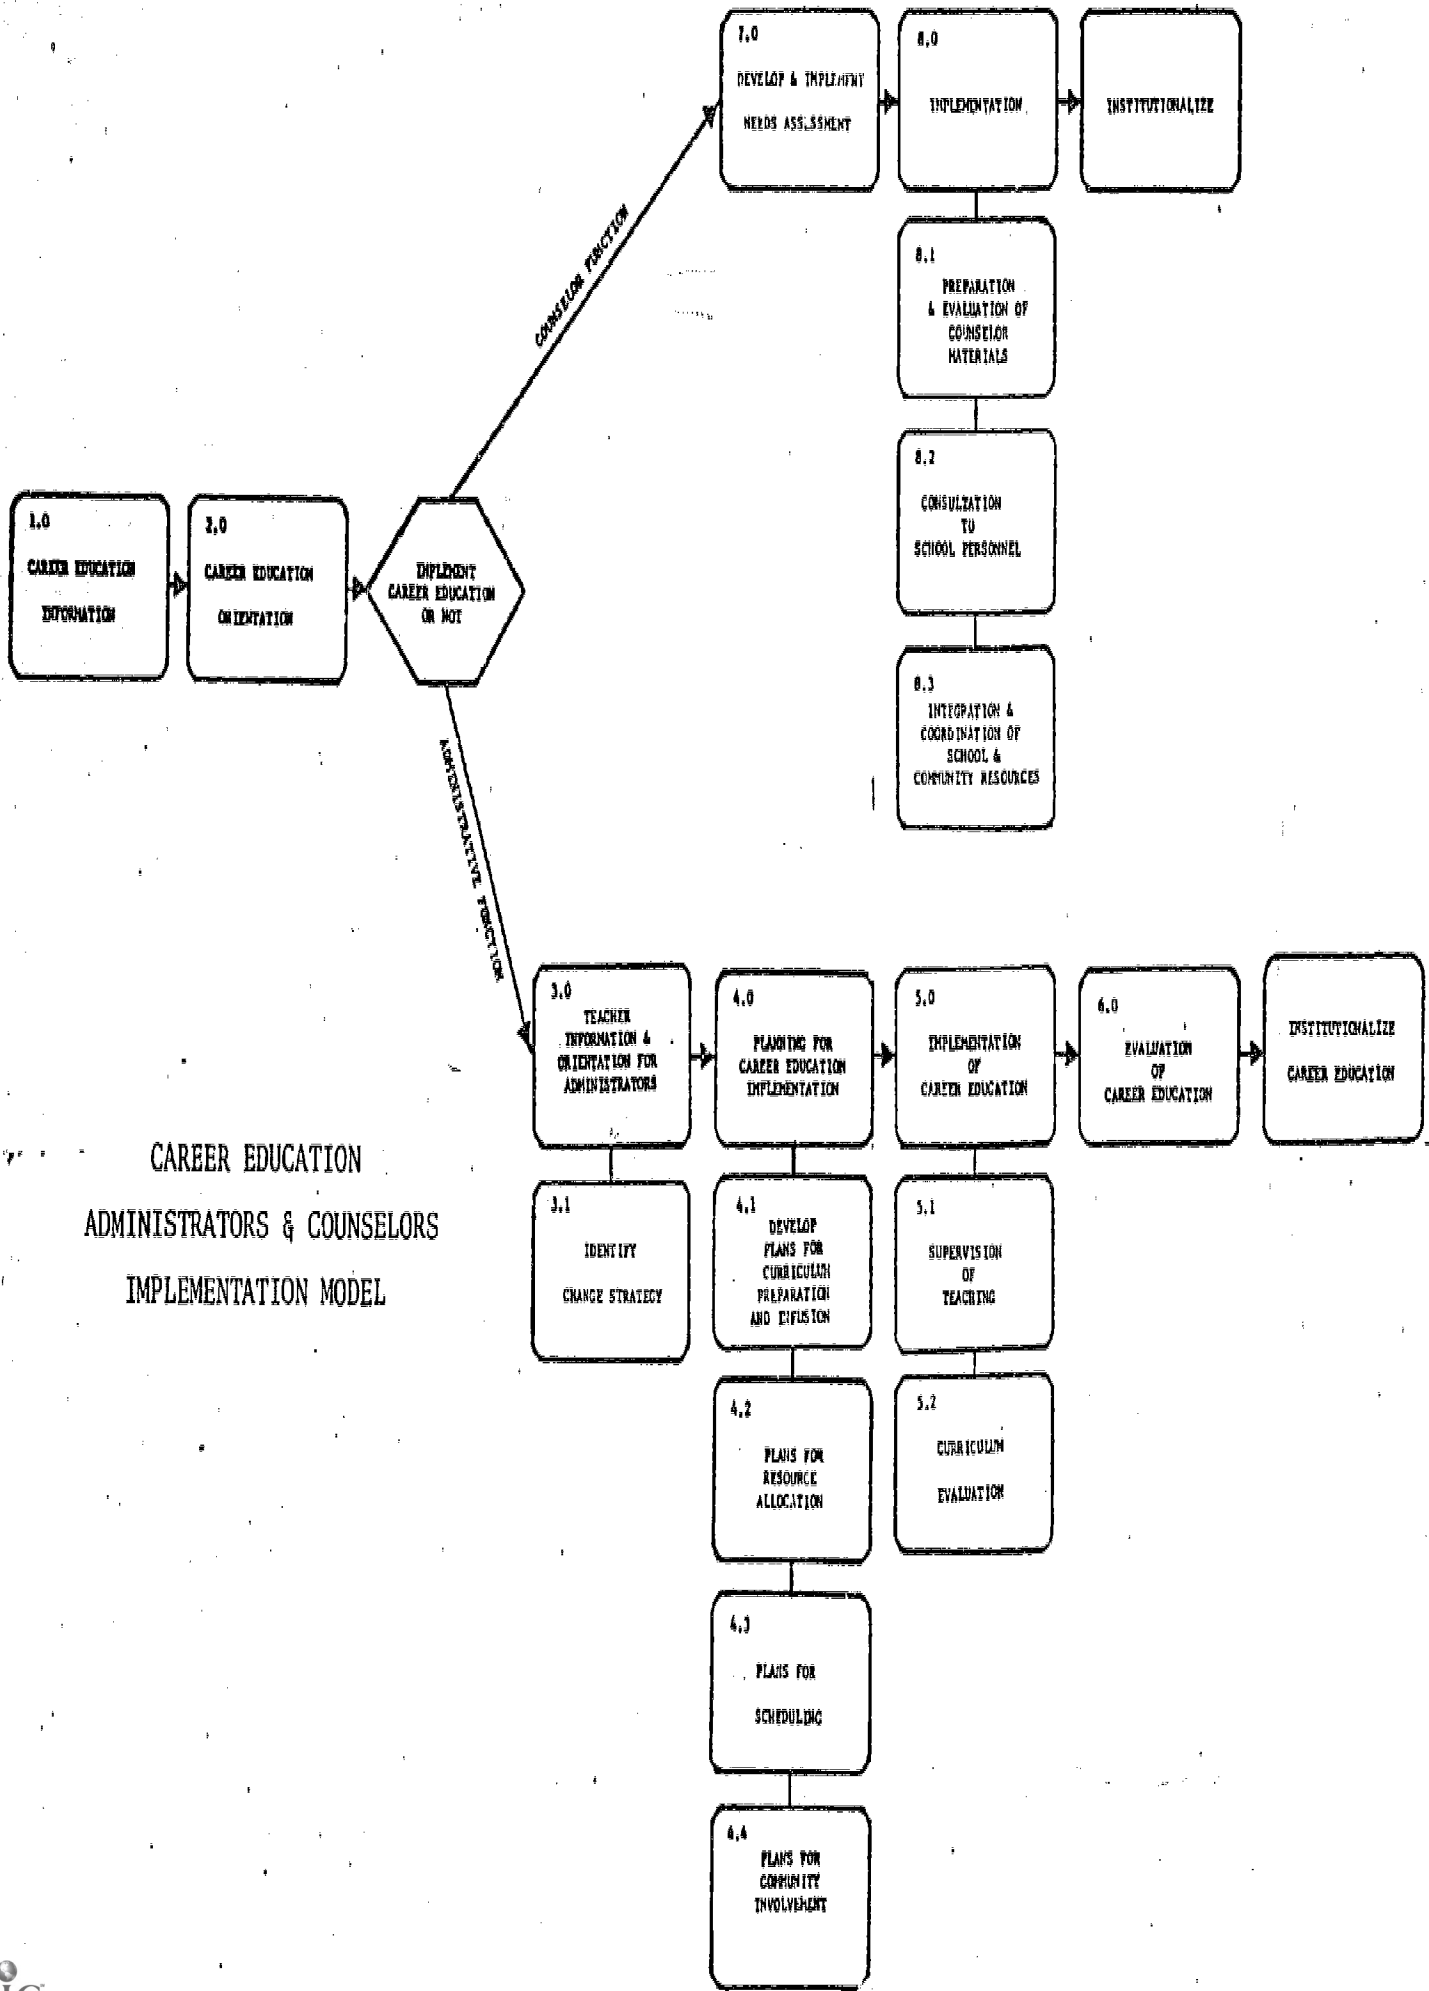 7.0
DEVELOP & IMPLEMENT
NEEDS ASSESSMENT
8.0
IMPLEMENTATION
INSTITUTIONALIZE
8.1
PREPARATION
& EVALUATION OF
COUNSELOR
MATERIALS
8.2
CONSULTATION
TO
SCHOOL PERSONNEL
8.3
INTEGRATION &
COORDINATION OF
SCHOOL &
COMMUNITY RESOURCES
COUNSELOR FUNCTION
1.0
CAREER EDUCATION
INFORMATION
2.0
CAREER EDUCATION
ORIENTATION
IMPLEMENT
CAREER EDUCATION
OR NOT
ADMINISTRATIVE FUNCTION
3.0
TEACHER
INFORMATION &
ORIENTATION FOR
ADMINISTRATORS
3.1
IDENTIFY
CHANGE STRATEGY
4.0
PLANNING FOR
CAREER EDUCATION
IMPLEMENTATION
4.1
DEVELOP
PLANS FOR
CURRICULUM
PREPARATION
AND DIFUSION
4.2
PLANS FOR
RESOURCE
ALLOCATION
4.3
PLANS FOR
SCHEDULING
4.4
PLANS FOR
COMMUNITY
INVOLVEMENT
5.0
IMPLEMENTATION
OF
CAREER EDUCATION
5.1
SUPERVISION
OF
TEACHING
5.2
CURRICULUM
EVALUATION
6.0
EVALUATION
OF
CAREER EDUCATION
INSTITUTIONALIZE
CAREER EDUCATION
CAREER EDUCATION
ADMINISTRATORS & COUNSELORS
IMPLEMENTATION MODEL